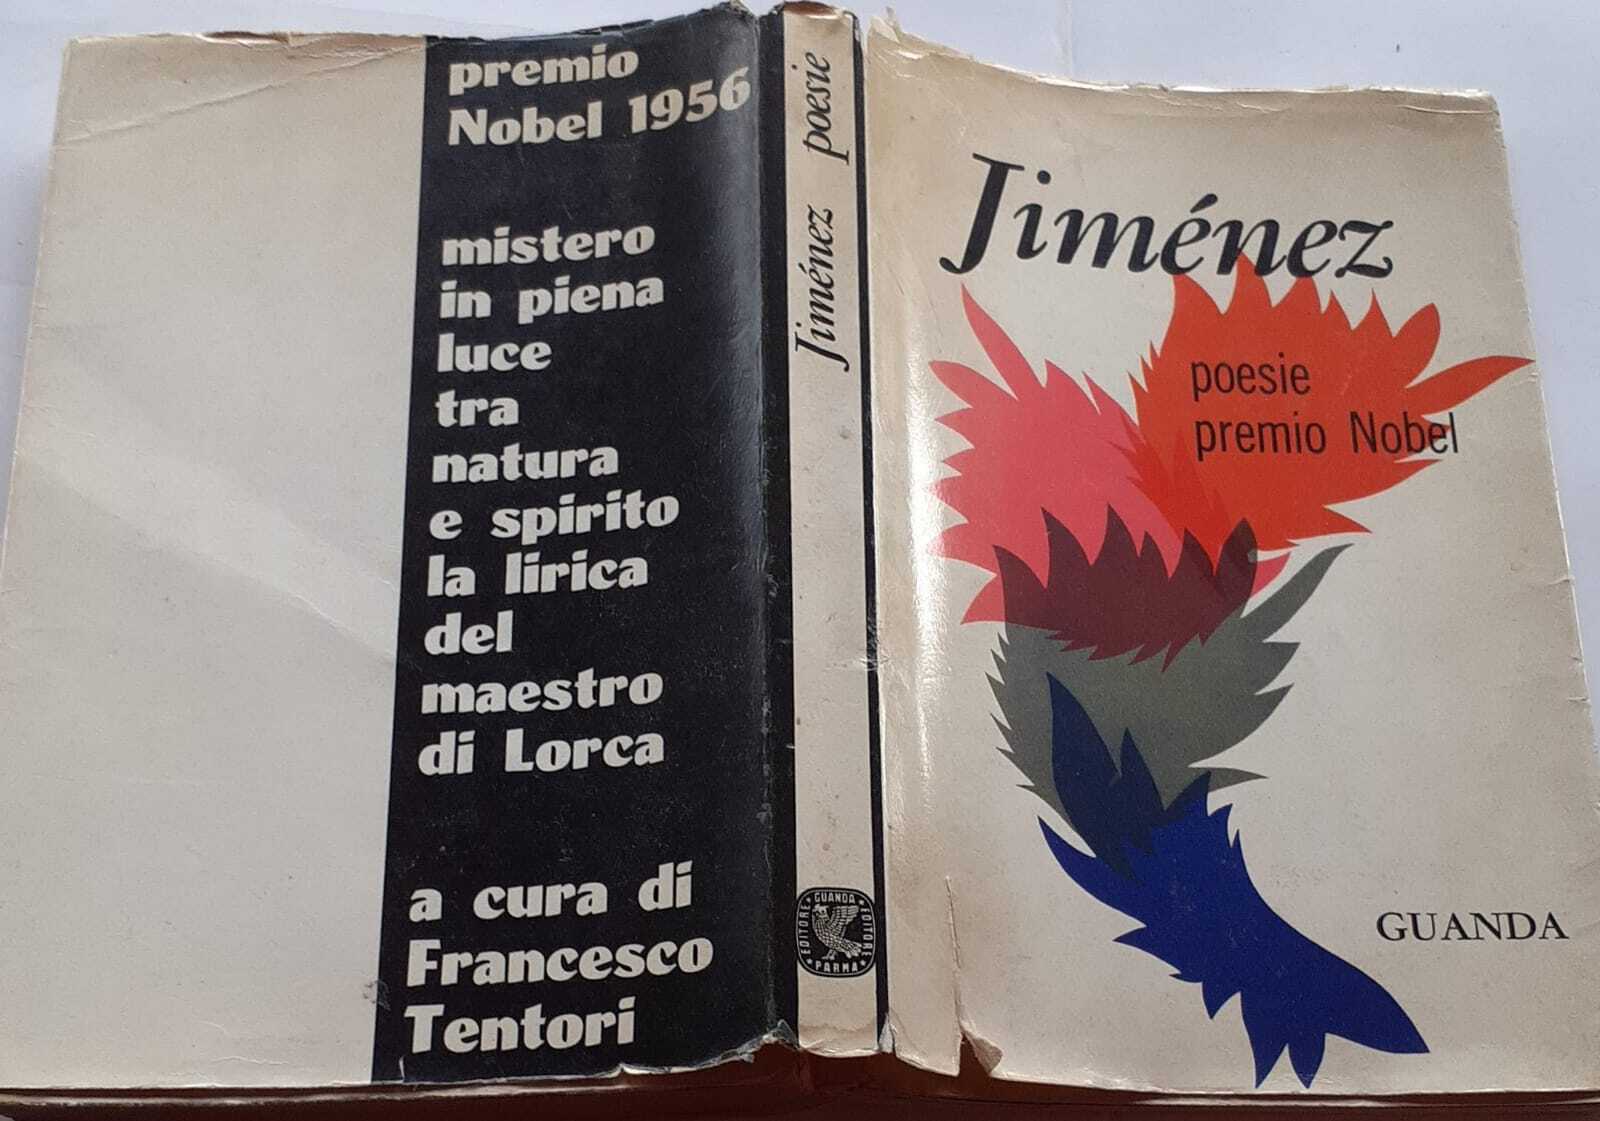 premio
Nobel 1956
mistero
in piena
luce
tra
natura
e spirito
la lirica
del
maestro
di Lorca
a cura di
Francesco
Tentori
Jiménez poesie
GUANDA
EDITORE
EDITORE
PARMA
Jiménez
poesie
premio Nobel
GUANDA